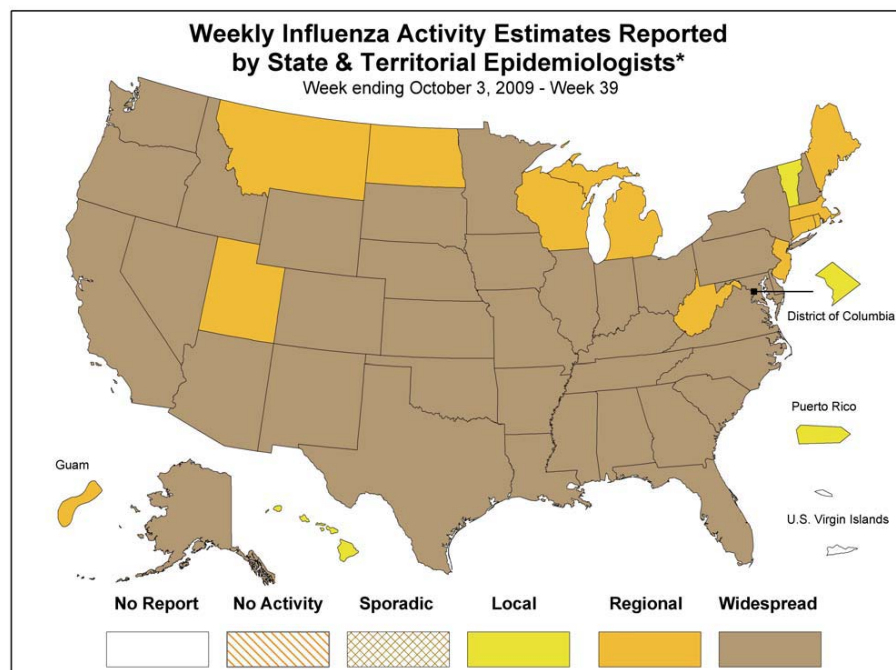 Weekly Influenza Activity Estimates Reported
by State & Territorial Epidemiologists*
Week ending October 3, 2009 - Week 39
District of Columbia
Puerto Rico
Guam
U.S. Virgin Islands
No Report No Activity Sporadic Local Regional Widespread